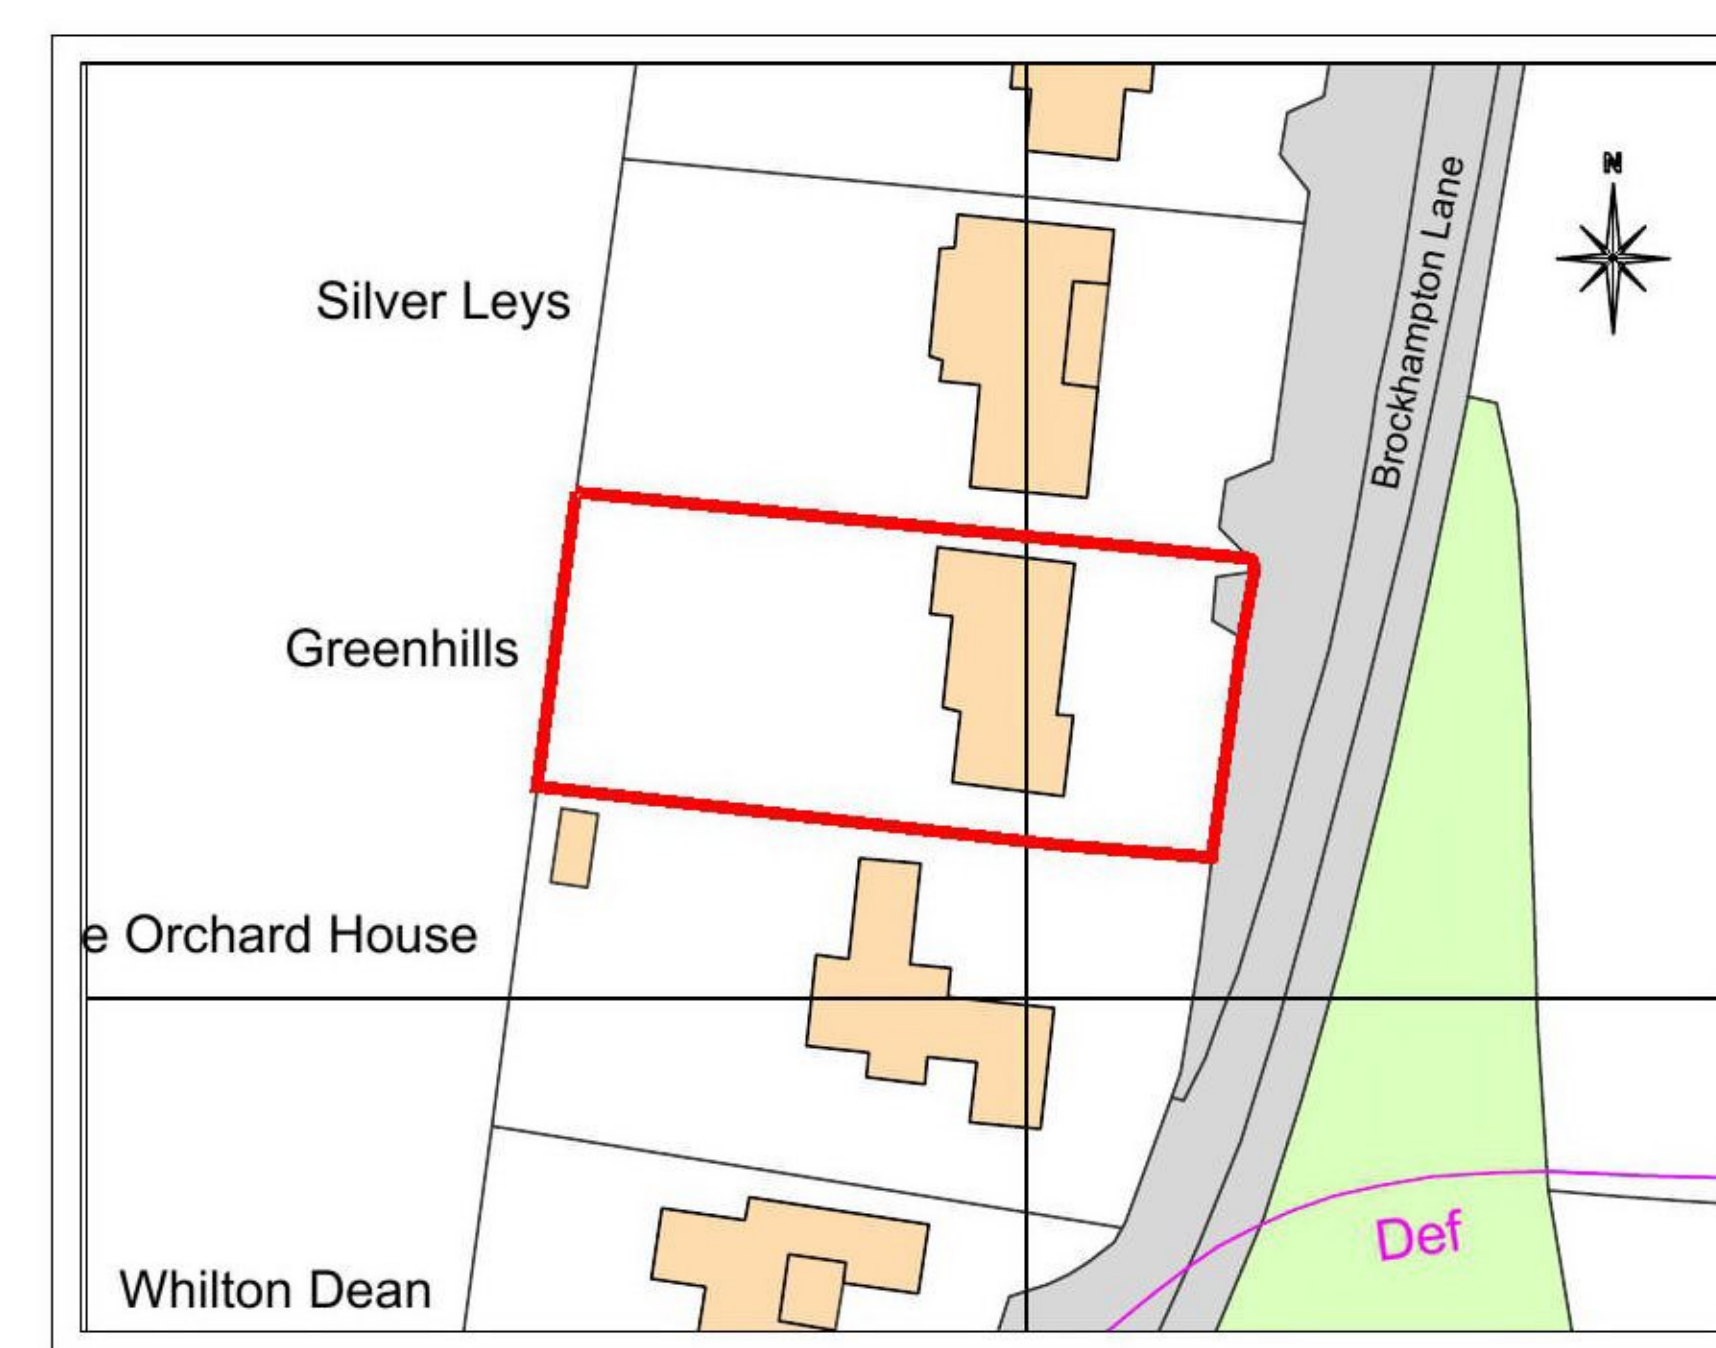 N
Brockhampton Lane
Silver Leys
Greenhills
e Orchard House
Def
Whilton Dean